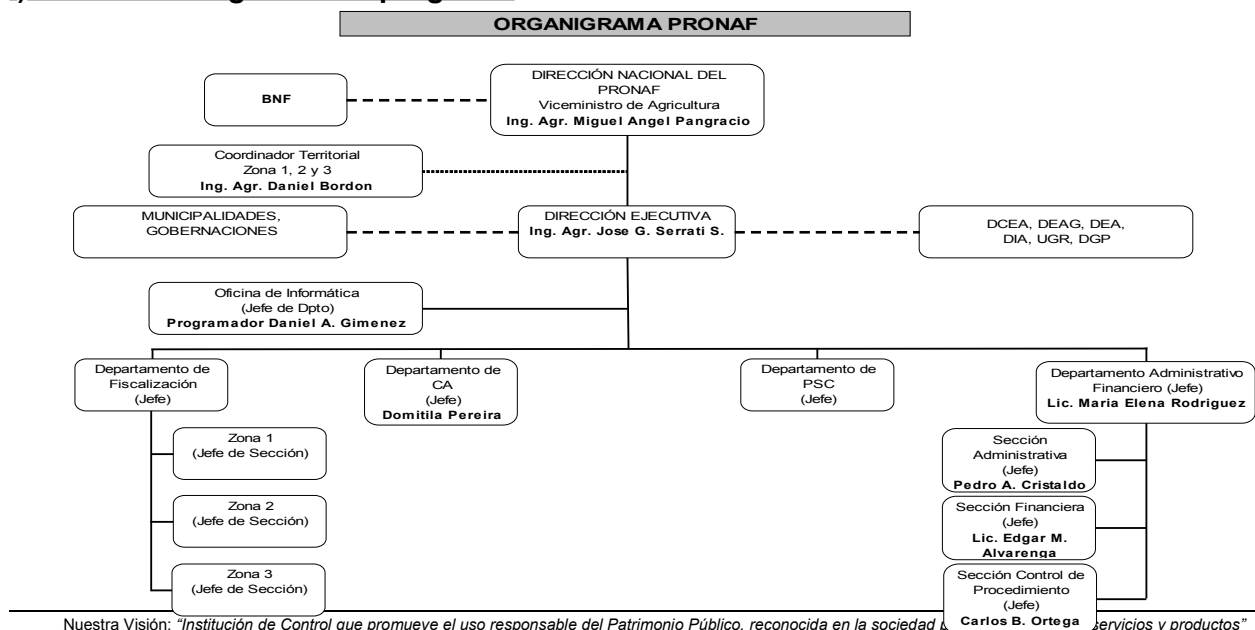 ORGANIGRAMA PRONAF
DIRECCIÓN NACIONAL DEL
PRONAF
Viceministro de Agricultura
Ing. Agr. Miguel Angel Pangracio
BNF
Coordinador Territorial
Zona 1, 2 y 3
Ing. Agr. Daniel Bordon
MUNICIPALIDADES,
GOBERNACIONES
DIRECCIÓN EJECUTIVA
Ing. Agr. Jose G. Serrati S.
DCEA, DEAG, DEA,
DIA, UGR, DGP
Oficina de Informática
(Jefe de Dpto)
Programador Daniel A. Gimenez
Departamento de
Fiscalización
(Jefe)
Departamento de
CA
(Jefe)
Domitila Pereira
Departamento de
PSC
(Jefe)
Departamento Administrativo
Financiero (Jefe)
Lic. Maria Elena Rodriguez
Zona 1
(Jefe de Sección)
Zona 2
(Jefe de Sección)
Zona 3
(Jefe de Sección)
Sección
Administrativa
(Jefe)
Pedro A. Cristaldo
Sección Financiera
(Jefe)
Lic. Edgar M.
Alvarenga
Sección Control de
Procedimiento
(Jefe)
Carlos B. Ortega
Nuestra Visión: "Institución de Control que promueve el uso responsable del Patrimonio Público, reconocida en la sociedad servicios y productos"